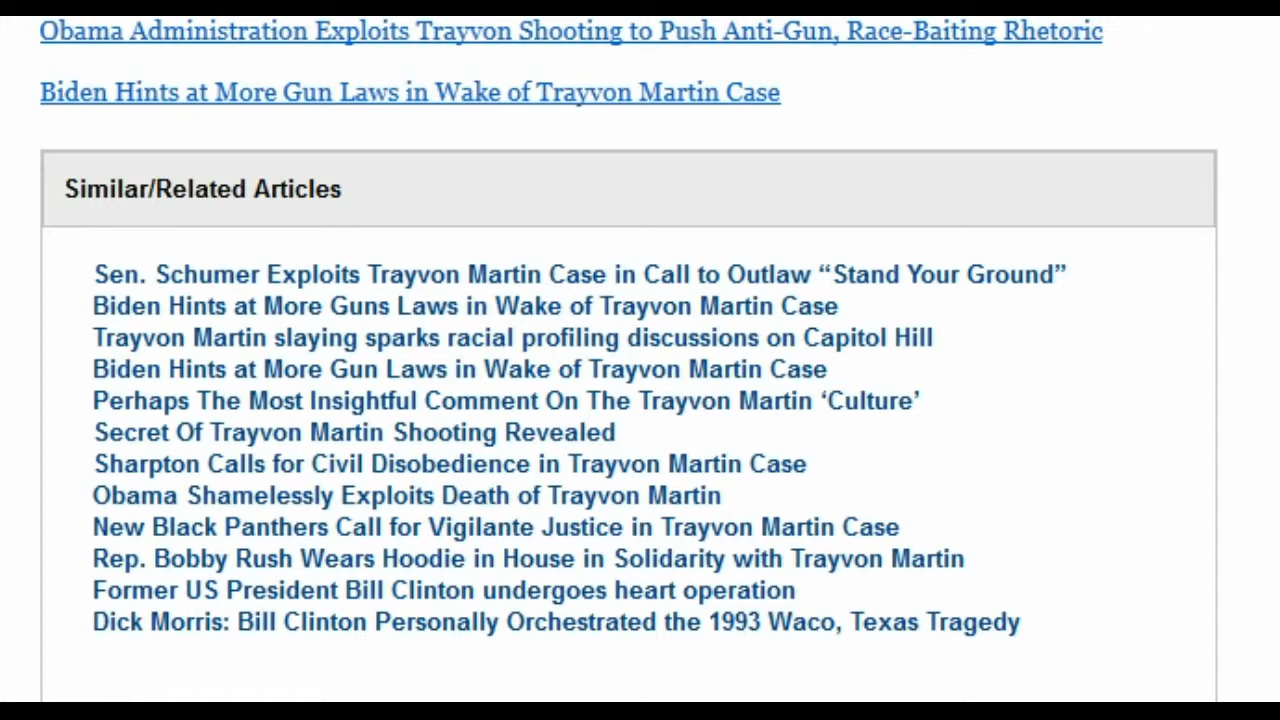 Obama Administration Exploits Trayvon Shooting to Push Anti-Gun, Race-Baiting Rhetoric
Biden Hints at More Gun Laws in Wake of Trayvon Martin Case
Similar/Related Articles
Sen. Schumer Exploits Trayvon Martin Case in Call to Outlaw “Stand Your Ground”
Biden Hints at More Guns Laws in Wake of Trayvon Martin Case
Trayvon Martin slaying sparks racial profiling discussions on Capitol Hill
Biden Hints at More Gun Laws in Wake of Trayvon Martin Case
Perhaps The Most Insightful Comment On The Trayvon Martin ‘Culture’
Secret Of Trayvon Martin Shooting Revealed
Sharpton Calls for Civil Disobedience in Trayvon Martin Case
Obama Shamelessly Exploits Death of Trayvon Martin
New Black Panthers Call for Vigilante Justice in Trayvon Martin Case
Rep. Bobby Rush Wears Hoodie in House in Solidarity with Trayvon Martin
Former US President Bill Clinton undergoes heart operation
Dick Morris: Bill Clinton Personally Orchestrated the 1993 Waco, Texas Tragedy